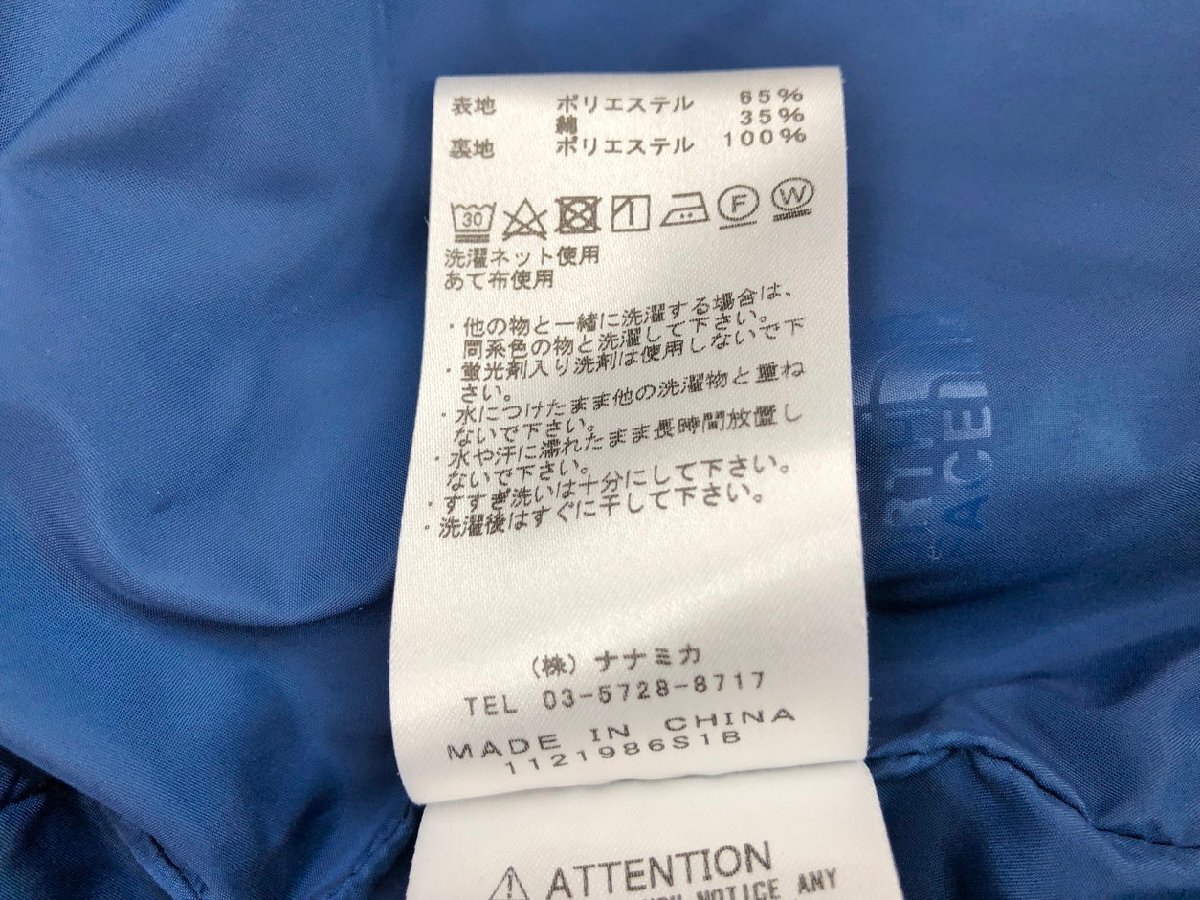 表地 ポリエステル 65%
綿 35%
裏地 ポリエステル 100%
30 F W
洗濯ネット使用
あて布使用
・他の物と一緒に洗濯する場合は、
同系色の物と洗濯して下さい。
・蛍光剤入り洗剤は使用しないで下
さい。
・水につけたまま他の洗濯物と重ね
ないで下さい。
・水や汗に濡れたまま長時間放置し
ないで下さい。
・すすぎ洗いは十分にして下さい。
・洗濯後はすぐに干して下さい。
(株)ナナミカ
TEL 03-5728-8717
MADE IN CHINA
1121986S1B
ATTENTION
NOTICE ANY
ACE